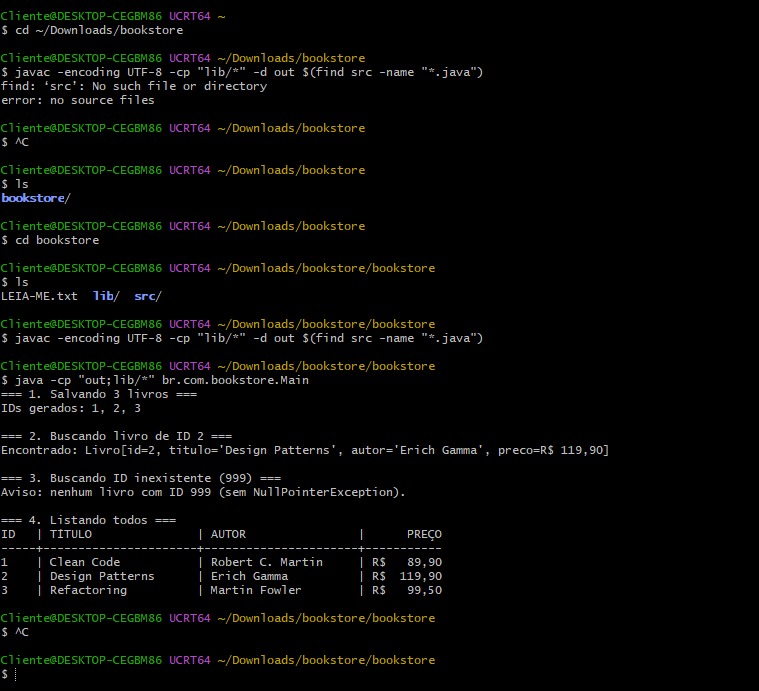 Cliente@DESKTOP-CEGBM86 UCRT64 ~
$ cd ~/Downloads/bookstore
Cliente@DESKTOP-CEGBM86 UCRT64 ~/Downloads/bookstore
$ javac -encoding UTF-8 -cp "lib/*" -d out $(find src -name "*.java")
find: ‘src’: No such file or directory
error: no source files
Cliente@DESKTOP-CEGBM86 UCRT64 ~/Downloads/bookstore
$ ^C
Cliente@DESKTOP-CEGBM86 UCRT64 ~/Downloads/bookstore
$ ls
bookstore/
Cliente@DESKTOP-CEGBM86 UCRT64 ~/Downloads/bookstore
$ cd bookstore
Cliente@DESKTOP-CEGBM86 UCRT64 ~/Downloads/bookstore/bookstore
$ ls
LEIA-ME.txt  lib/  src/
Cliente@DESKTOP-CEGBM86 UCRT64 ~/Downloads/bookstore/bookstore
$ javac -encoding UTF-8 -cp "lib/*" -d out $(find src -name "*.java")
Cliente@DESKTOP-CEGBM86 UCRT64 ~/Downloads/bookstore/bookstore
$ java -cp "out;lib/*" br.com.bookstore.Main
=== 1. Salvando 3 livros ===
IDs gerados: 1, 2, 3
=== 2. Buscando livro de ID 2 ===
Encontrado: Livro[id=2, titulo='Design Patterns', autor='Erich Gamma', preco=R$ 119,90]
=== 3. Buscando ID inexistente (999) ===
Aviso: nenhum livro com ID 999 (sem NullPointerException).
=== 4. Listando todos ===
ID   | TÍTULO               | AUTOR                |      PREÇO
-----+----------------------+----------------------+-----------
1    | Clean Code           | Robert C. Martin     | R$   89,90
2    | Design Patterns      | Erich Gamma          | R$  119,90
3    | Refactoring          | Martin Fowler        | R$   99,50
Cliente@DESKTOP-CEGBM86 UCRT64 ~/Downloads/bookstore/bookstore
$ ^C
Cliente@DESKTOP-CEGBM86 UCRT64 ~/Downloads/bookstore/bookstore
$